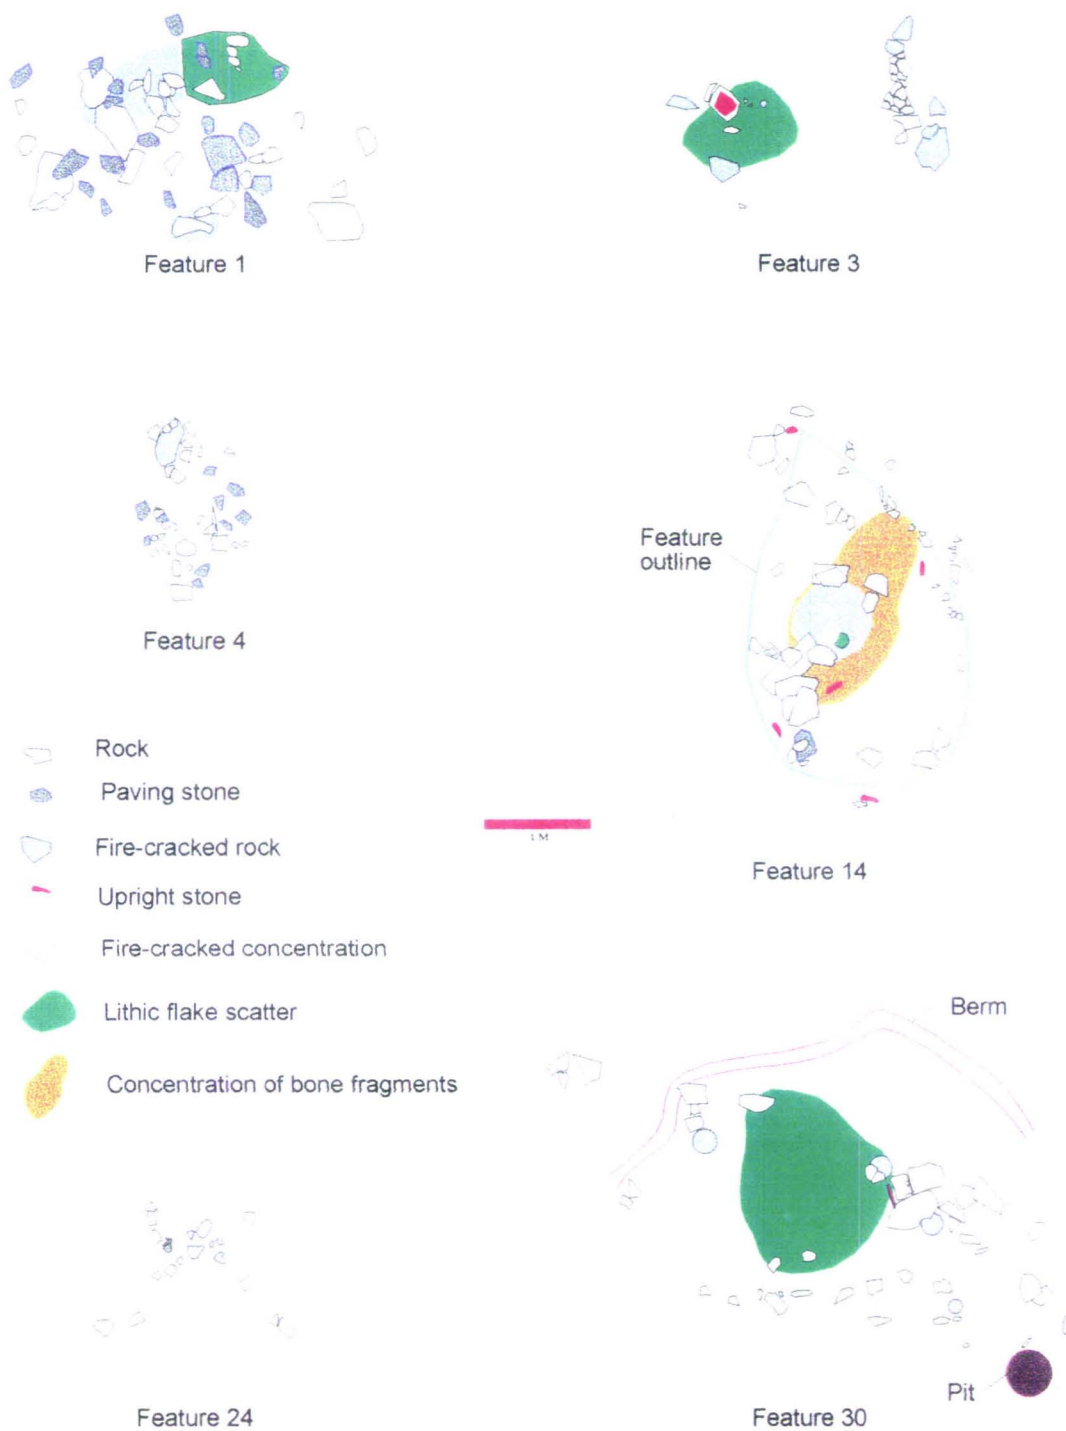 Feature 1
Feature 3
Feature
outline
Feature 4
Rock
Paving stone
Fire-cracked rock
Upright stone
Fire-cracked concentration
Lithic flake scatter
Concentration of bone fragments
1 M
Feature 14
Berm
Pit
Feature 24
Feature 30